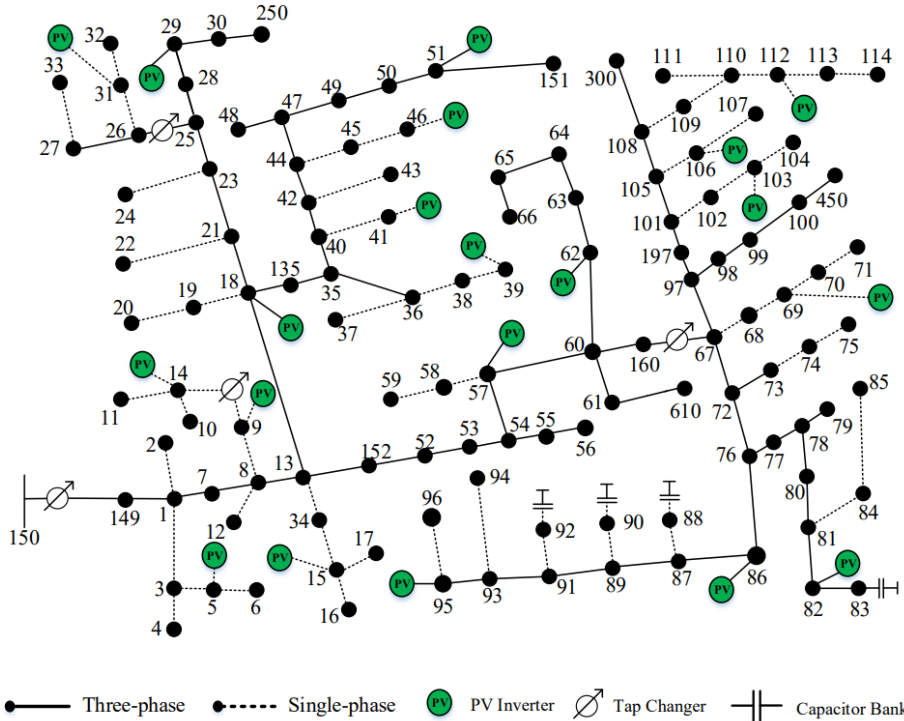 250
32 29 30
PV 51 PV
33 PV 28 50 151 300 111 110 112 113 114
31 49
48 47 46 PV 107 PV
26 25 45 109
27 44 64 108 106 PV 104
23 43 65 105 103
24 42 63 102 450
22 21 41 PV 66 101 PV 100
40 PV 62 197 99
18 135 39 98 71
20 19 35 38 PV 97 70
PV 37 36 69 PV
PV 60 68
14 PV 160 67 75
59 58 57 74 85
11 10 9 61 610 72 73
2 54 55 56 79
152 52 53 76 77 78
7 8 13 94
149 1 96 80 84
150 12 34 92 90 88 81
PV PV 17
3 5 6 15 PV 95 93 91 89 87 86 PV
4 16 PV 82 83
Three-phase Single-phase PV PV Inverter Tap Changer Capacitor Bank